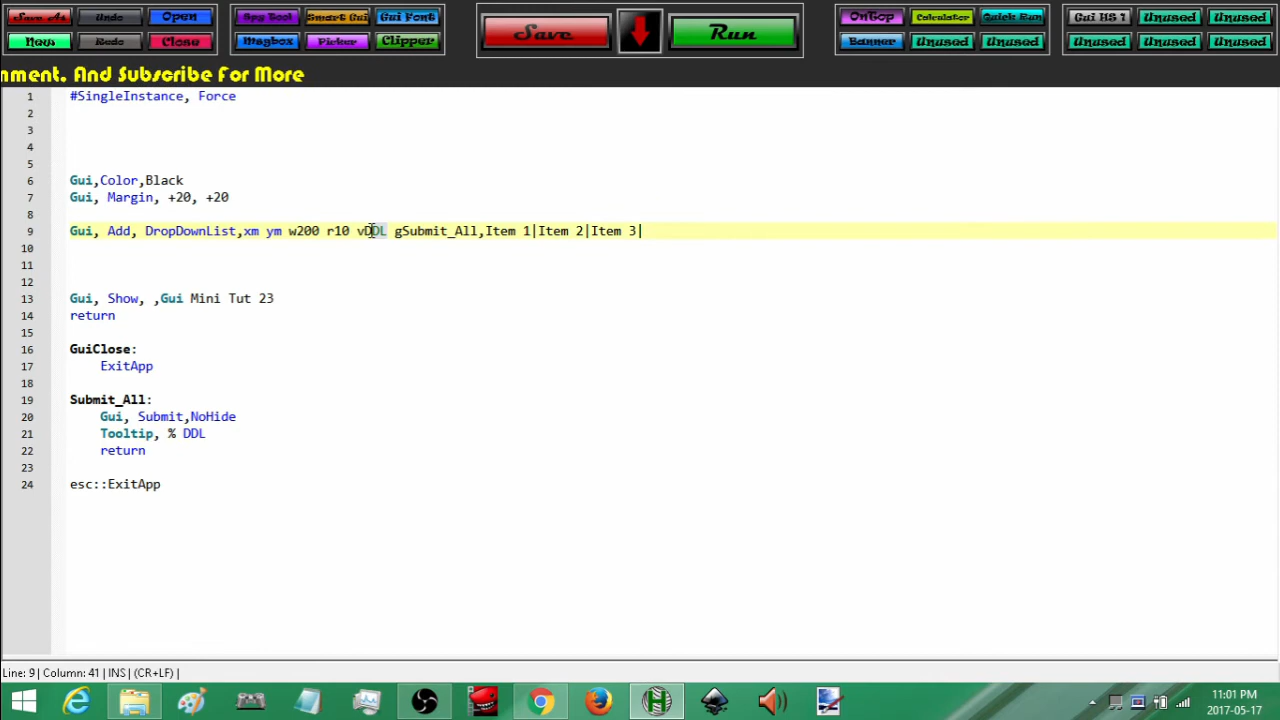 Save As Undo Open Spy Tool Smart Gui Gui Font Save Run OnTop Calculator Quick Run Gui HS 1 Unused Unused
New Redo Close Msgbox Picker Clipper Banner Unused Unused Unused Unused Unused
nment. And Subscribe For More
1 #SingleInstance, Force
2
3
4
5
6 Gui,Color,Black
7 Gui, Margin, +20, +20
8
9 Gui, Add, DropDownList,xm ym w200 r10 vDDL gSubmit_All,Item 1|Item 2|Item 3|
10
11
12
13 Gui, Show, ,Gui Mini Tut 23
14 return
15
16 GuiClose:
17 ExitApp
18
19 Submit_All:
20 Gui, Submit,NoHide
21 Tooltip, % DDL
22 return
23
24 esc::ExitApp
Line: 9| Column: 41 | INS | (CR+LF) |
11:01 PM
2017-05-17